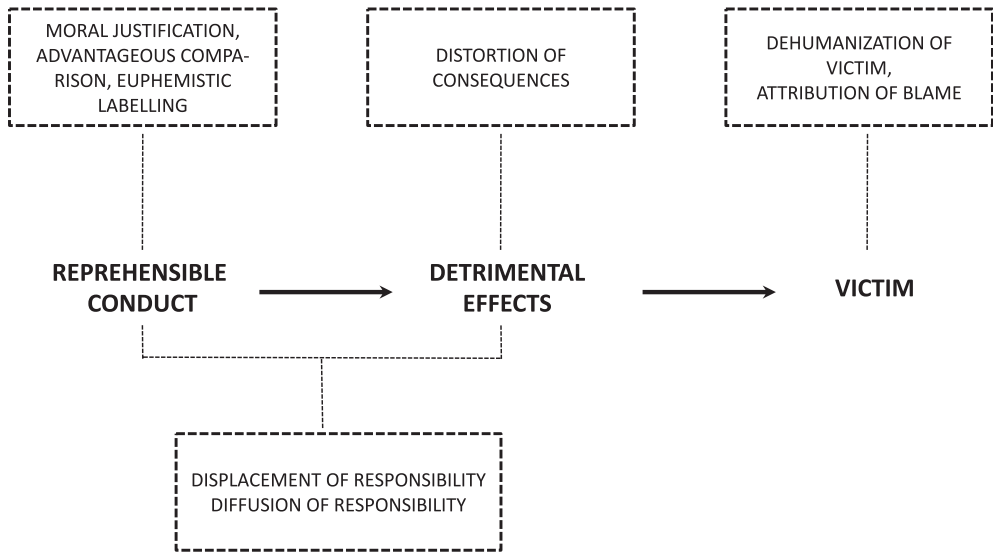 MORAL JUSTIFICATION,
ADVANTAGEOUS COMPA-
RISON, EUPHEMISTIC
LABELLING
DISTORTION OF
CONSEQUENCES
DEHUMANIZATION OF
VICTIM,
ATTRIBUTION OF BLAME
REPREHENSIBLE
CONDUCT
DETRIMENTAL
EFFECTS
VICTIM
DISPLACEMENT OF RESPONSIBILITY
DIFFUSION OF RESPONSIBILITY